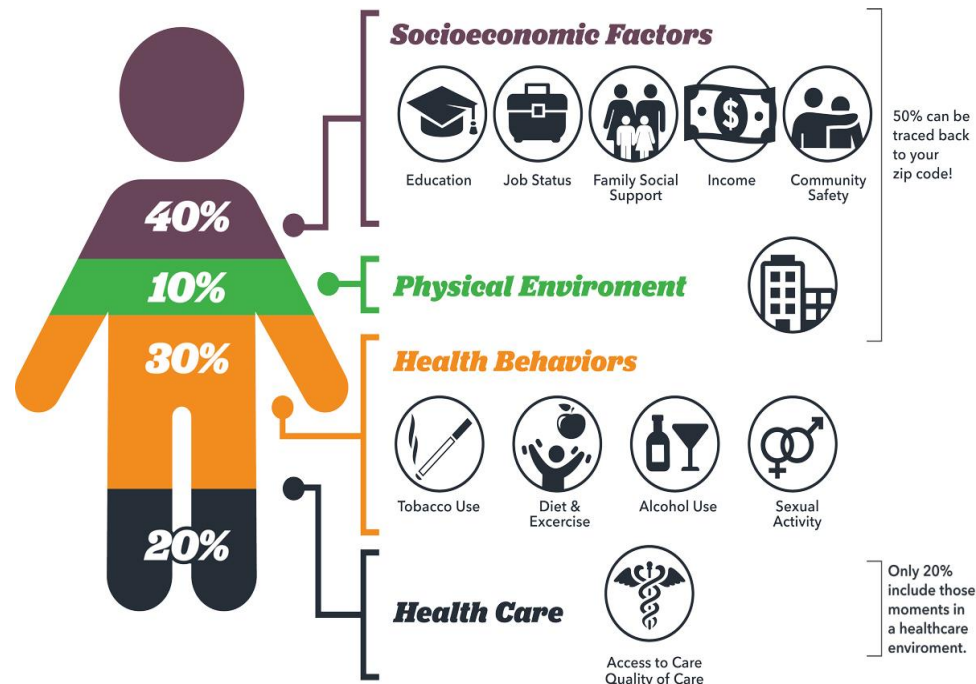 Socioeconomic Factors
Education
Job Status
Family Social
Support
Income
Community
Safety
50% can be
traced back
to your
zip code!
40%
10%
Physical Enviroment
30%
Health Behaviors
Tobacco Use
Diet &
Excercise
Alcohol Use
Sexual
Activity
20%
Health Care
Access to Care
Quality of Care
Only 20%
include those
moments in
a healthcare
enviroment.
$